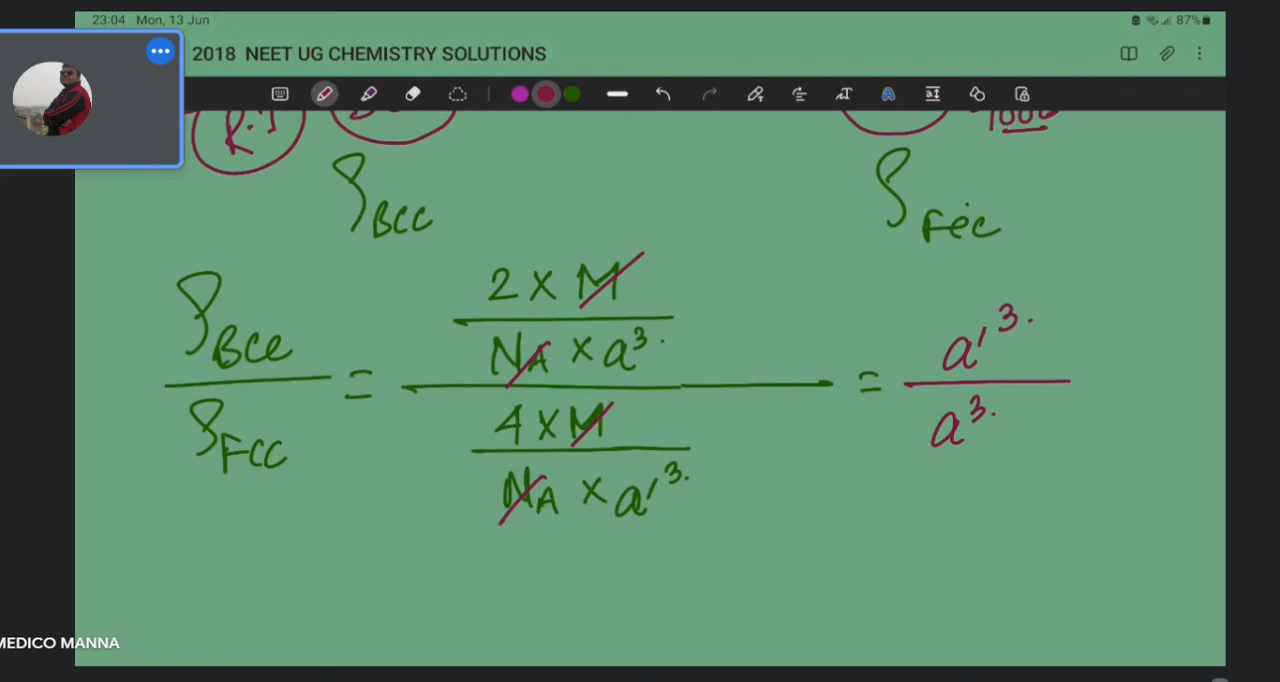 23:04 Mon, 13 Jun 87%
2018 NEET UG CHEMISTRY SOLUTIONS
R.T 1000
ρBCC ρFCC
ρBCC / ρFCC = (2 × M / NA × a³) / (4 × M / NA × a'³) = a'³ / a³
MEDICO MANNA